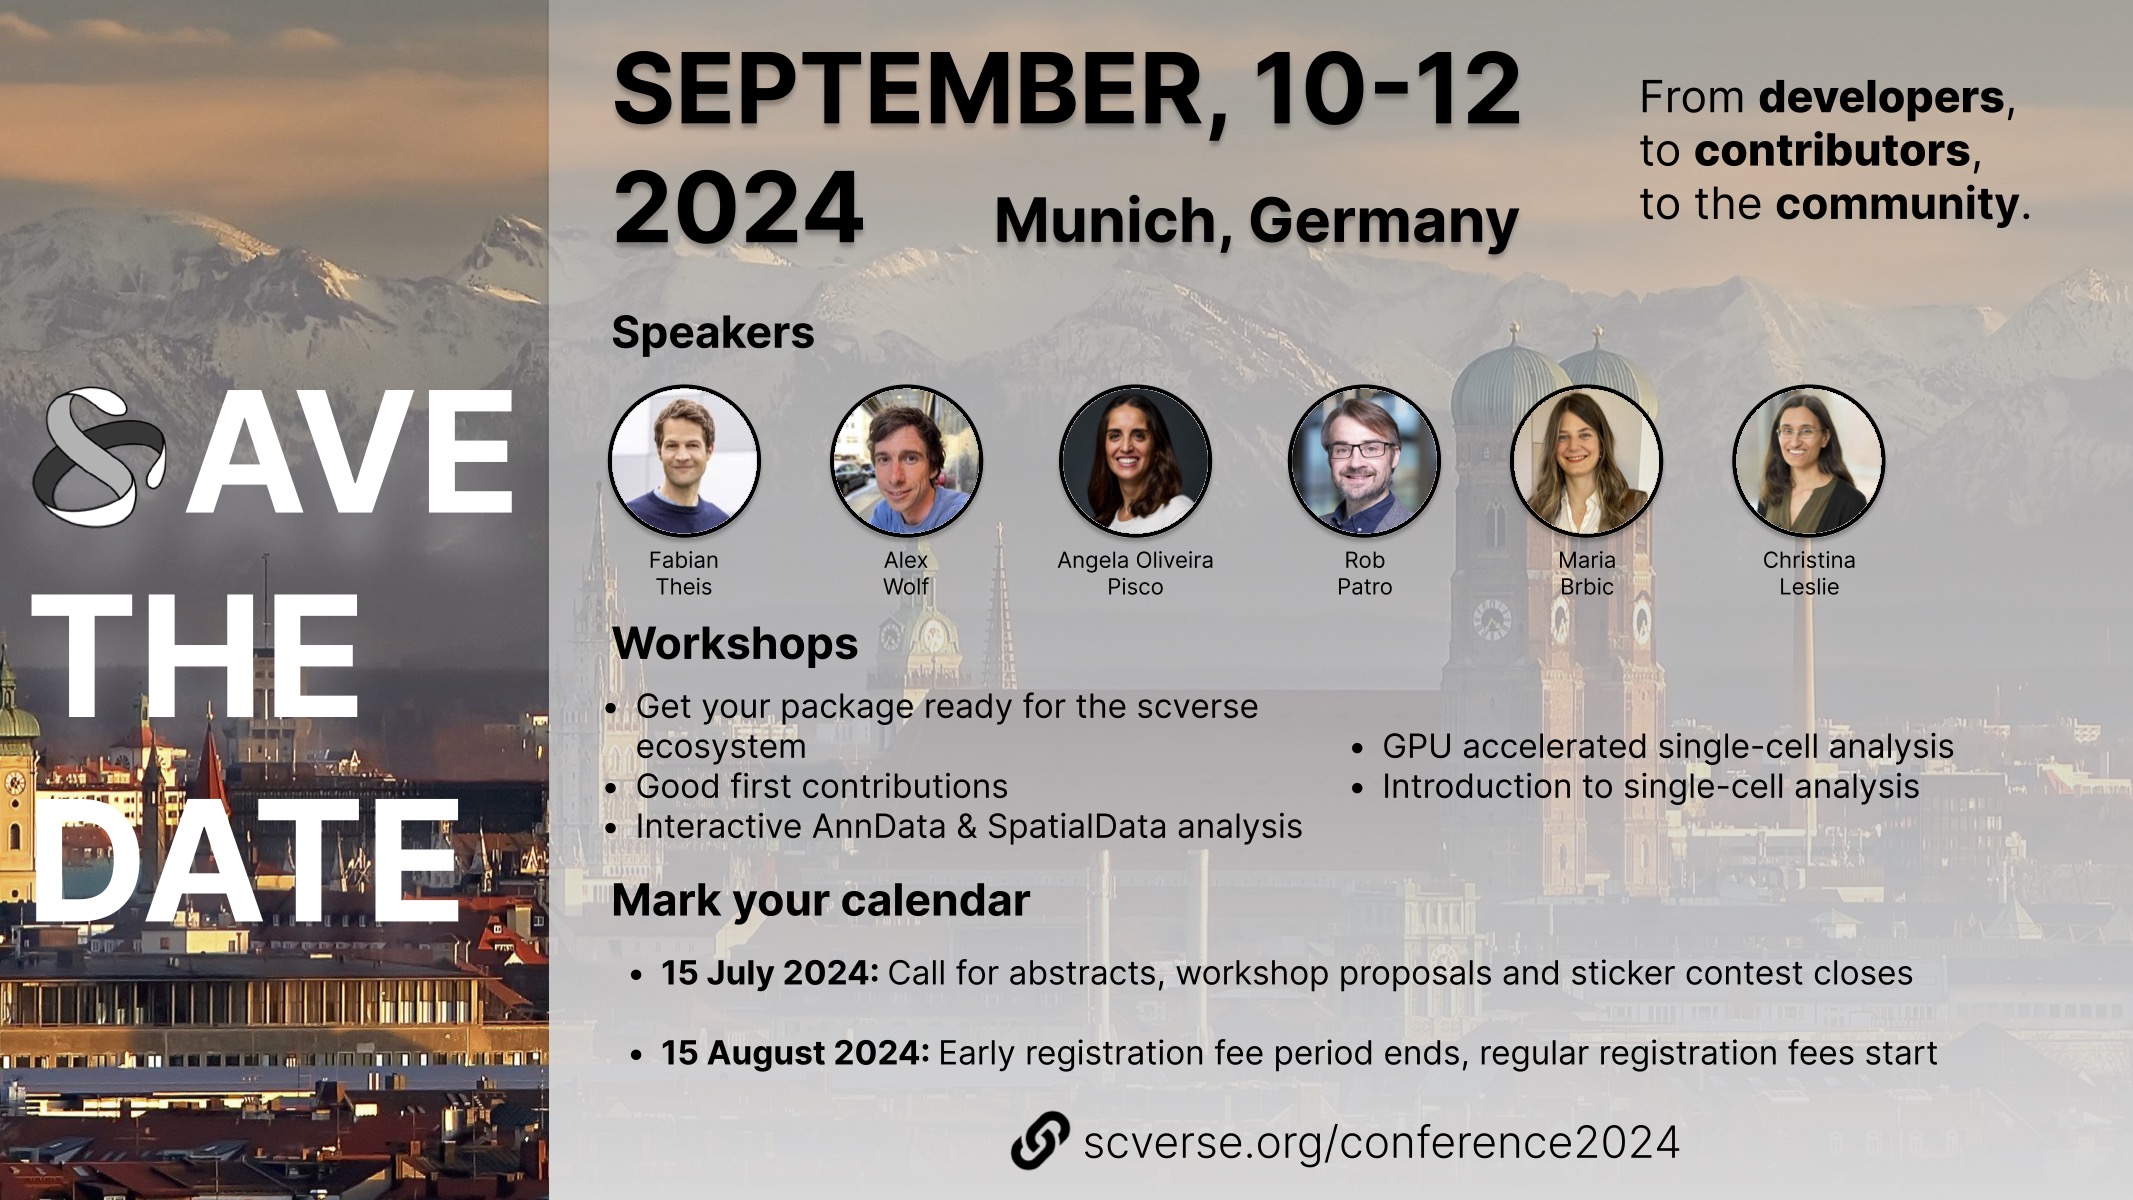 SAVE
THE
DATE
SEPTEMBER, 10-12
2024
Munich, Germany
From developers,
to contributors,
to the community.
Speakers
Fabian
Theis
Alex
Wolf
Angela Oliveira
Pisco
Rob
Patro
Maria
Brbic
Christina
Leslie
Workshops
• Get your package ready for the scverse
ecosystem
• Good first contributions
• Interactive AnnData & SpatialData analysis
• GPU accelerated single-cell analysis
• Introduction to single-cell analysis
Mark your calendar
• 15 July 2024: Call for abstracts, workshop proposals and sticker contest closes
• 15 August 2024: Early registration fee period ends, regular registration fees start
scverse.org/conference2024